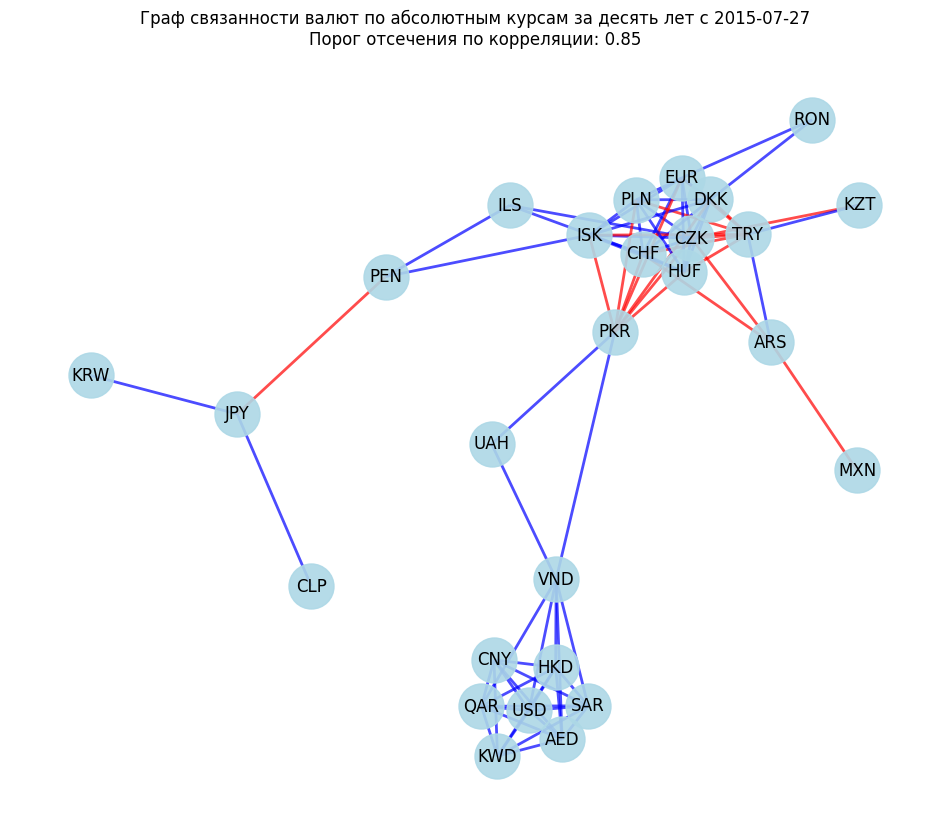 Граф связанности валют по абсолютным курсам за десять лет с 2015-07-27
Порог отсечения по корреляции: 0.85
RON
EUR
PLN
DKK
ILS
KZT
ISK
CZK
TRY
CHF
HUF
PEN
PKR
ARS
KRW
JPY
UAH
MXN
VND
CLP
CNY
HKD
QAR
USD
SAR
AED
KWD